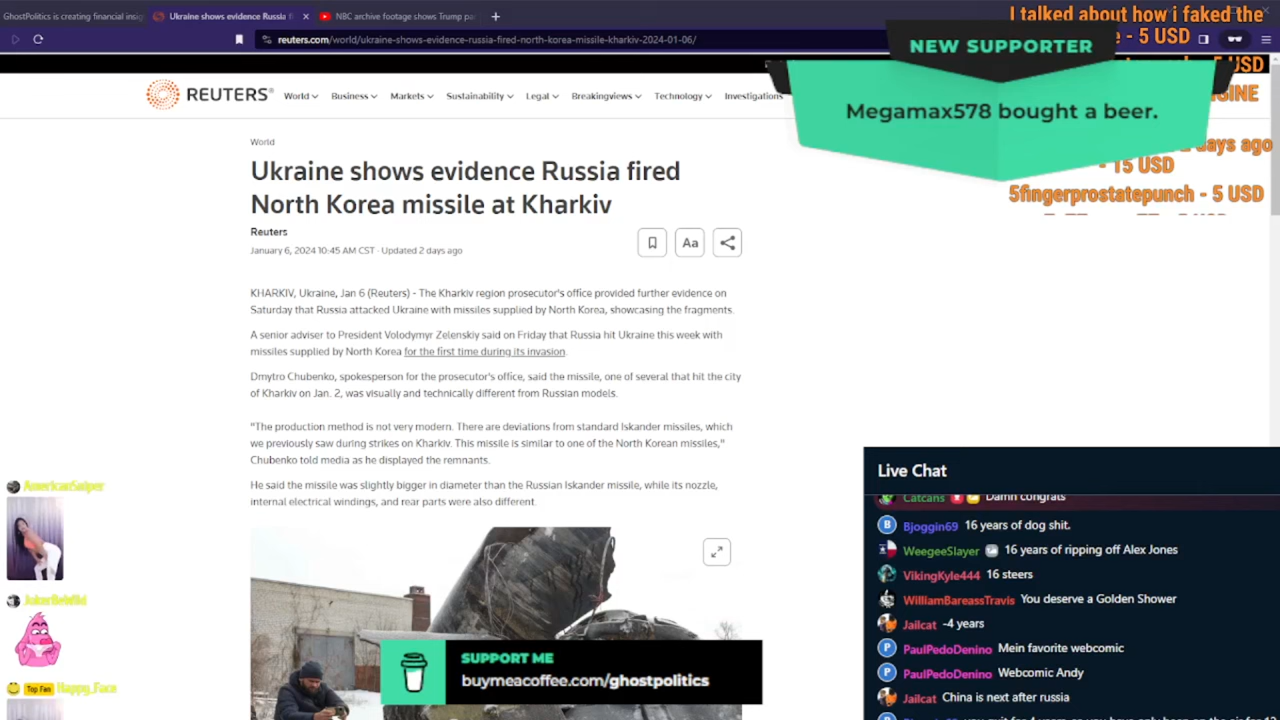 GhostPolitics is creating financial insig
Ukraine shows evidence Russia f
NBC archive footage shows Trump pa
I talked about how i faked the
- 5 USD
reuters.com/world/ukraine-shows-evidence-russia-fired-north-korea-missile-kharkiv-2024-01-06/
NEW SUPPORTER
Megamax578 bought a beer.
USD
days ago
- 15 USD
5fingerprostatepunch - 5 USD
REUTERS®
World
Business
Markets
Sustainability
Legal
Breakingviews
Technology
Investigations
World
Ukraine shows evidence Russia fired
North Korea missile at Kharkiv
Reuters
January 6, 2024 10:45 AM CST · Updated 2 days ago
Aa
KHARKIV, Ukraine, Jan 6 (Reuters) - The Kharkiv region prosecutor's office provided further evidence on
Saturday that Russia attacked Ukraine with missiles supplied by North Korea, showcasing the fragments.
A senior adviser to President Volodymyr Zelenskiy said on Friday that Russia hit Ukraine this week with
missiles supplied by North Korea for the first time during its invasion.
Dmytro Chubenko, spokesperson for the prosecutor's office, said the missile, one of several that hit the city
of Kharkiv on Jan. 2, was visually and technically different from Russian models.
"The production method is not very modern. There are deviations from standard Iskander missiles, which
we previously saw during strikes on Kharkiv. This missile is similar to one of the North Korean missiles,"
Chubenko told media as he displayed the remnants.
He said the missile was slightly bigger in diameter than the Russian Iskander missile, while its nozzle,
internal electrical windings, and rear parts were also different.
AmericanSniper
Top Fan Happy_Face
SUPPORT ME
buymeacoffee.com/ghostpolitics
Live Chat
Catcans Damn congrats
B Bjoggin69 16 years of dog shit.
WeegeeSlayer 16 years of ripping off Alex Jones
VikingKyle444 16 steers
WilliamBareassTravis You deserve a Golden Shower
Jailcat -4 years
B PaulPedoDenino Mein favorite webcomic
B PaulPedoDenino Webcomic Andy
Jailcat China is next after russia